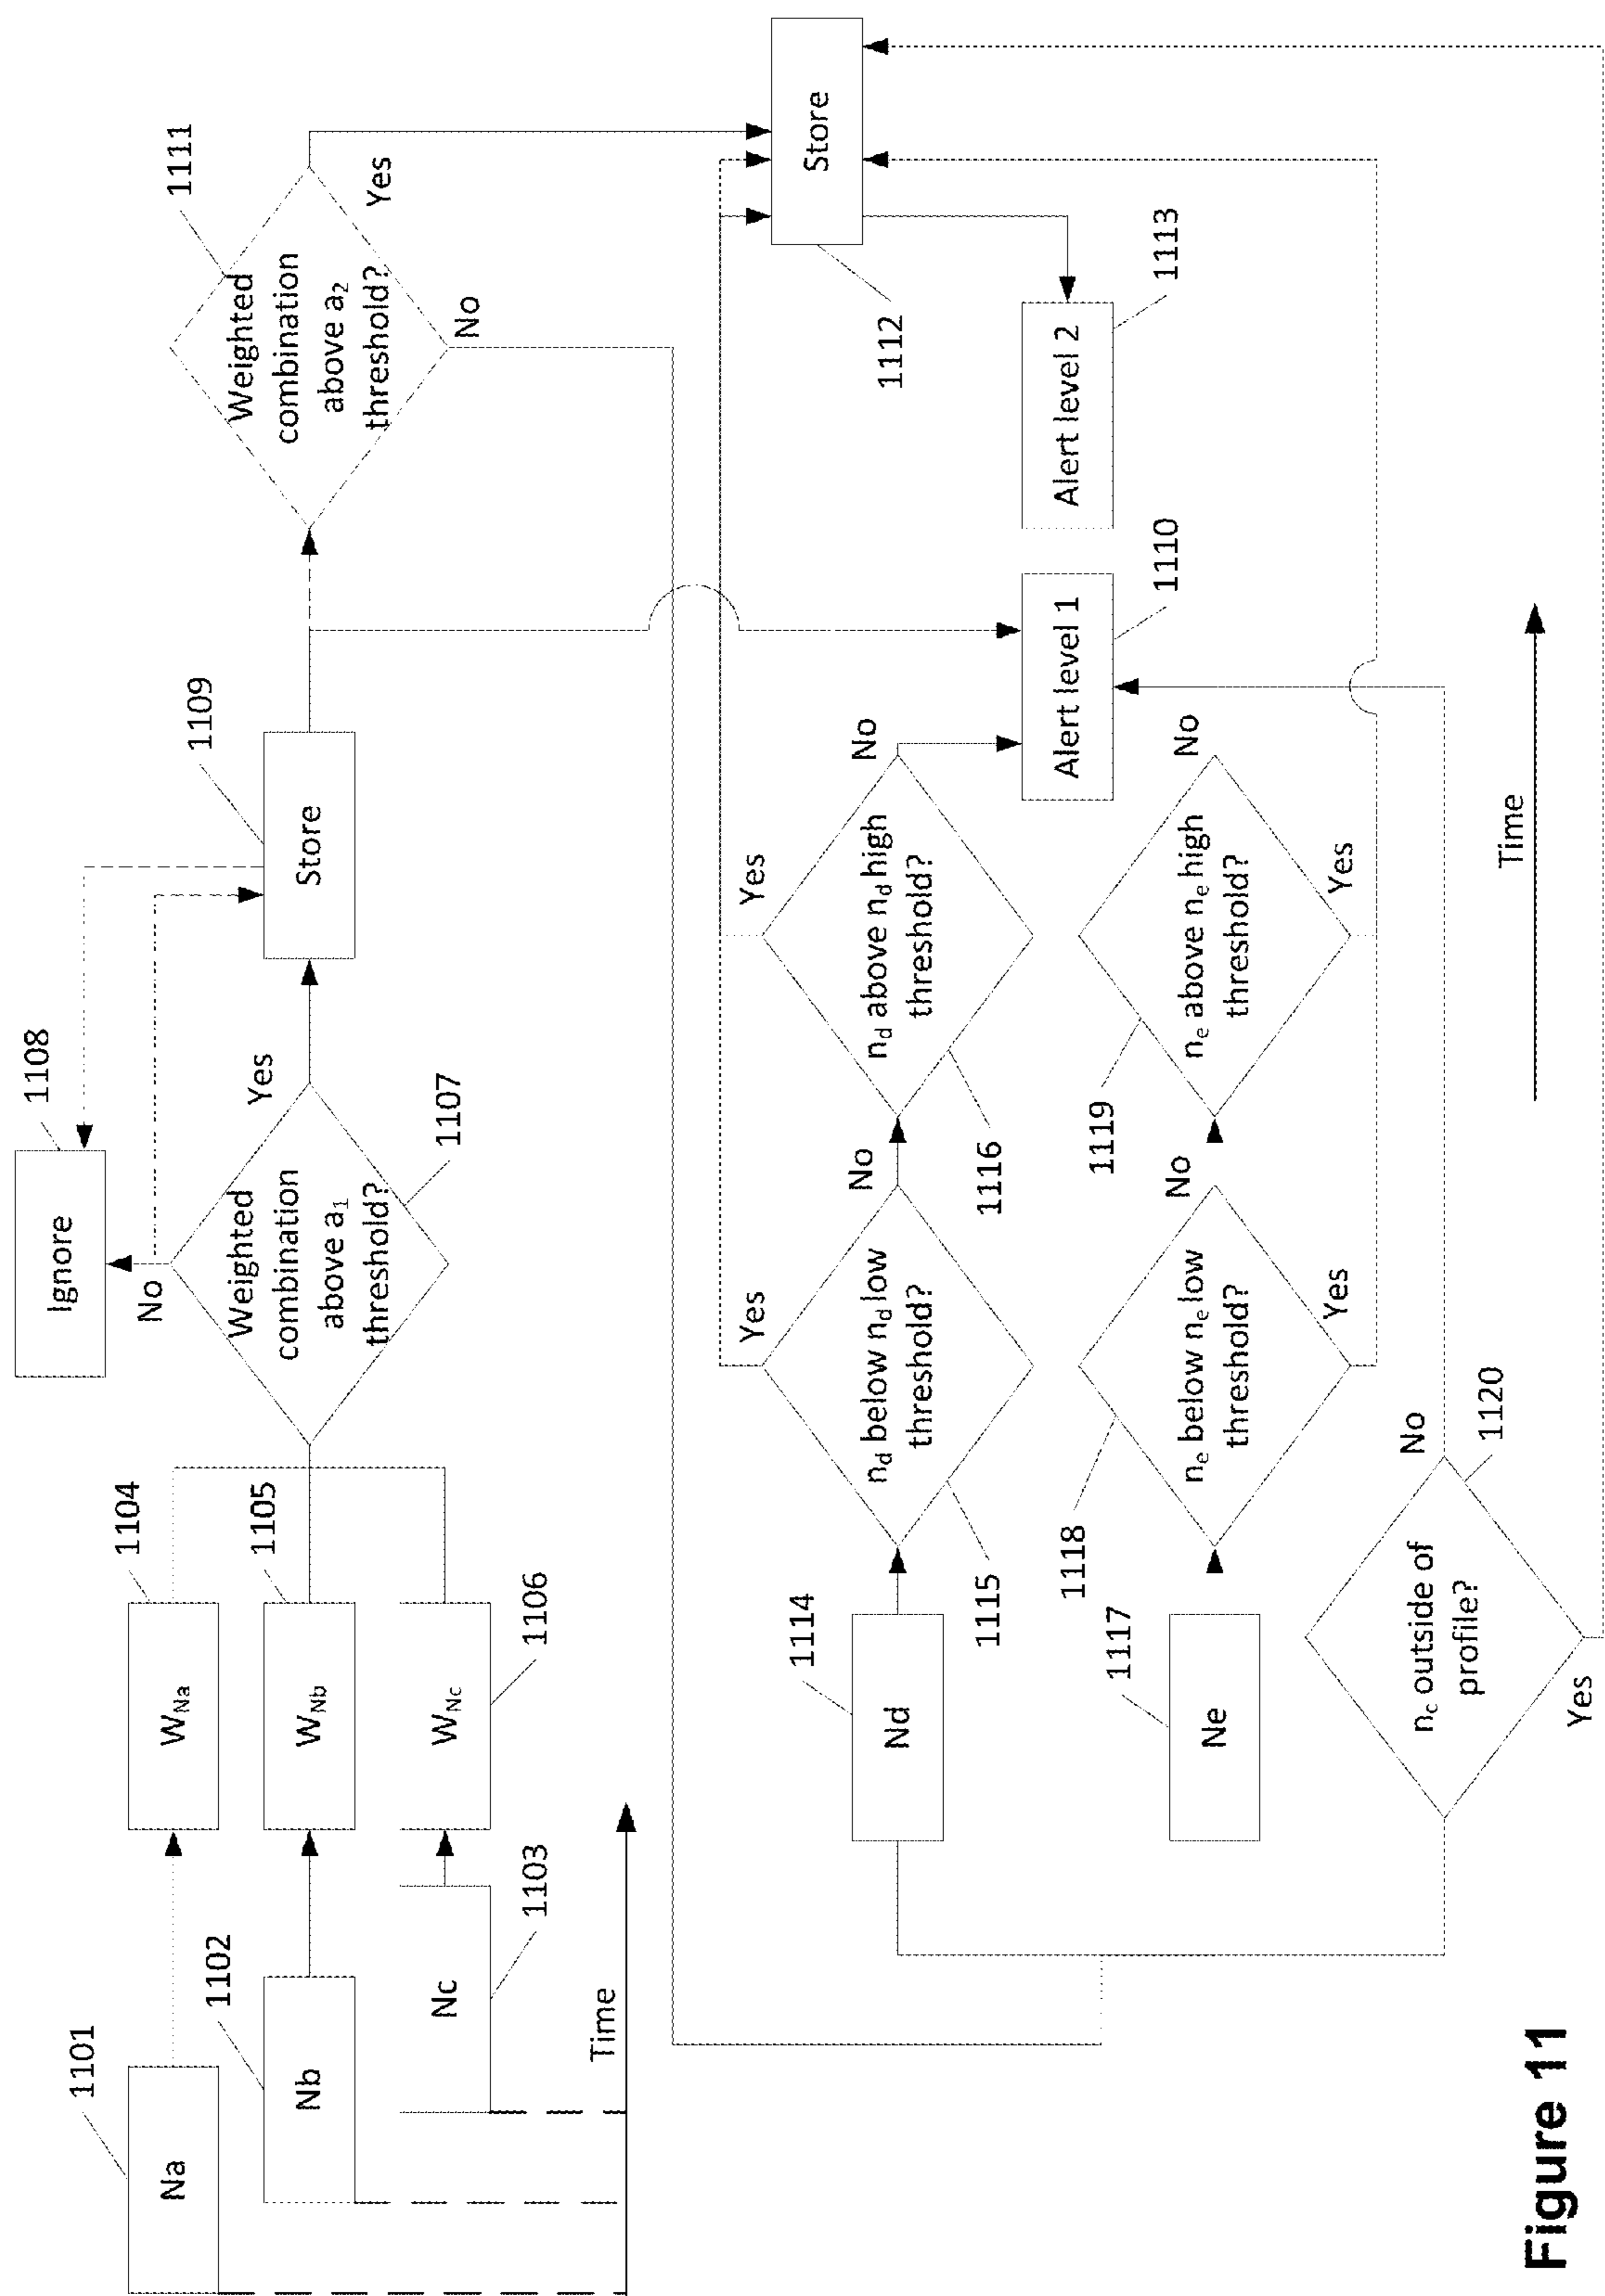 1101
Na
1102
Nb
Nc
1103
Time
1104
W_Na
1105
W_Nb
W_Nc
1106
1108
Ignore
No
Weighted
combination
above a₁
threshold?
Yes
1107
1109
Store
1111
Weighted
combination
above a₂
threshold?
Yes
No
Store
1112
1114
Nd
n_d below n_d low
threshold?
Yes
No
1115
n_d above n_d high
threshold?
Yes
No
1116
Alert level 1
1110
Alert level 2
1113
1117
Ne
1118
n_e below n_e low
threshold?
No
Yes
1119
n_e above n_e high
threshold?
No
Yes
n_c outside of
profile?
No
1120
Yes
Time
Figure 11